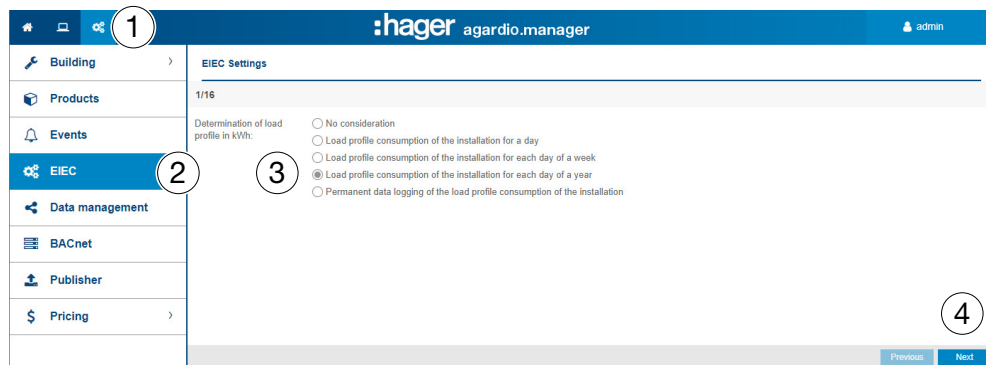 1
:hager agardio.manager
admin
Building
EIEC Settings
Products
1/16
Events
Determination of load
profile in kWh:
No consideration
Load profile consumption of the installation for a day
Load profile consumption of the installation for each day of a week
EIEC
2
3
Load profile consumption of the installation for each day of a year
Permanent data logging of the load profile consumption of the installation
Data management
BACnet
Publisher
$ Pricing
4
Previous
Next